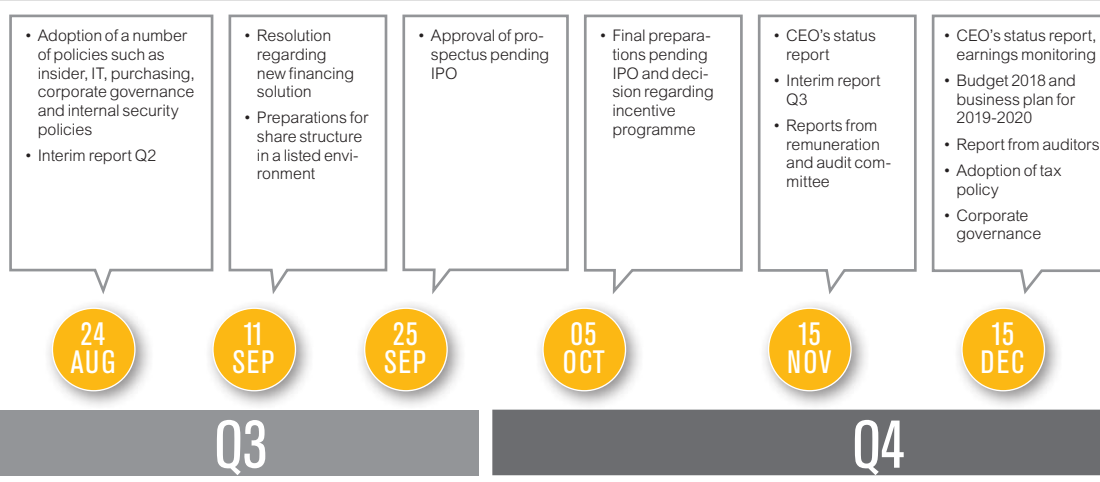 • Adoption of a number
of policies such as
insider, IT, purchasing,
corporate governance
and internal security
policies
• Interim report Q2
• Resolution
regarding
new financing
solution
• Preparations for
share structure
in a listed envi-
ronment
• Approval of pro-
spectus pending
IPO
• Final prepara-
tions pending
IPO and deci-
sion regarding
incentive
programme
• CEO’s status
report
• Interim report
Q3
• Reports from
remuneration
and audit com-
mittee
• CEO’s status report,
earnings monitoring
• Budget 2018 and
business plan for
2019-2020
• Report from auditors
• Adoption of tax
policy
• Corporate
governance
24
AUG
11
SEP
25
SEP
05
OCT
15
NOV
15
DEC
Q3
Q4